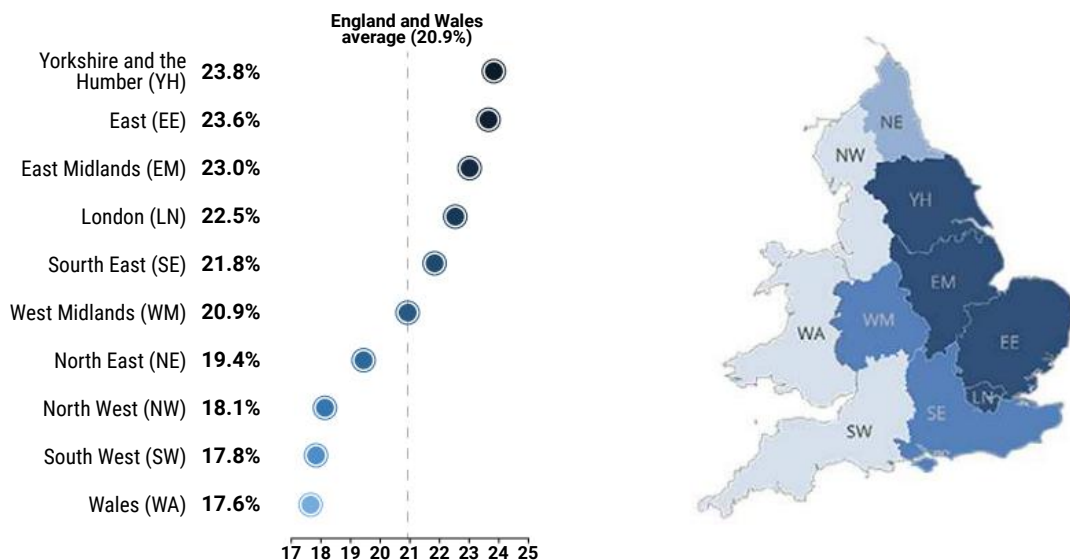 England and Wales
average (20.9%)
Yorkshire and the
Humber (YH) 23.8%
East (EE) 23.6%
East Midlands (EM) 23.0%
London (LN) 22.5%
Sourth East (SE) 21.8%
West Midlands (WM) 20.9%
North East (NE) 19.4%
North West (NW) 18.1%
South West (SW) 17.8%
Wales (WA) 17.6%
17 18 19 20 21 22 23 24 25
NE
NW
YH
EM
WM
WA
EE
LN
SE
SW